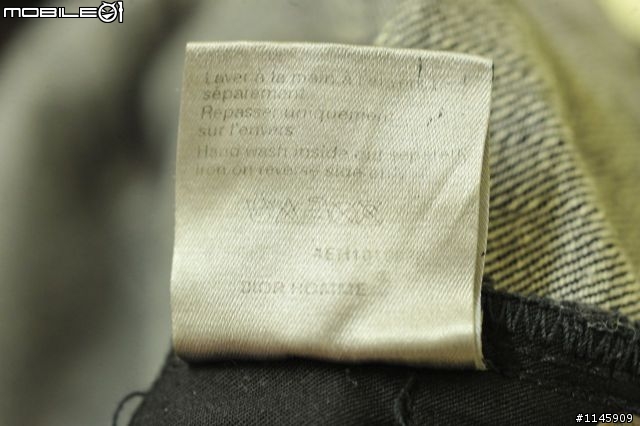 MOBILE01
Laver à la main, à l'envers
séparément
Repasser uniquement
sur l'envers
Hand wash inside out separately
Iron on reverse side only
DIOR HOMME
#1145909